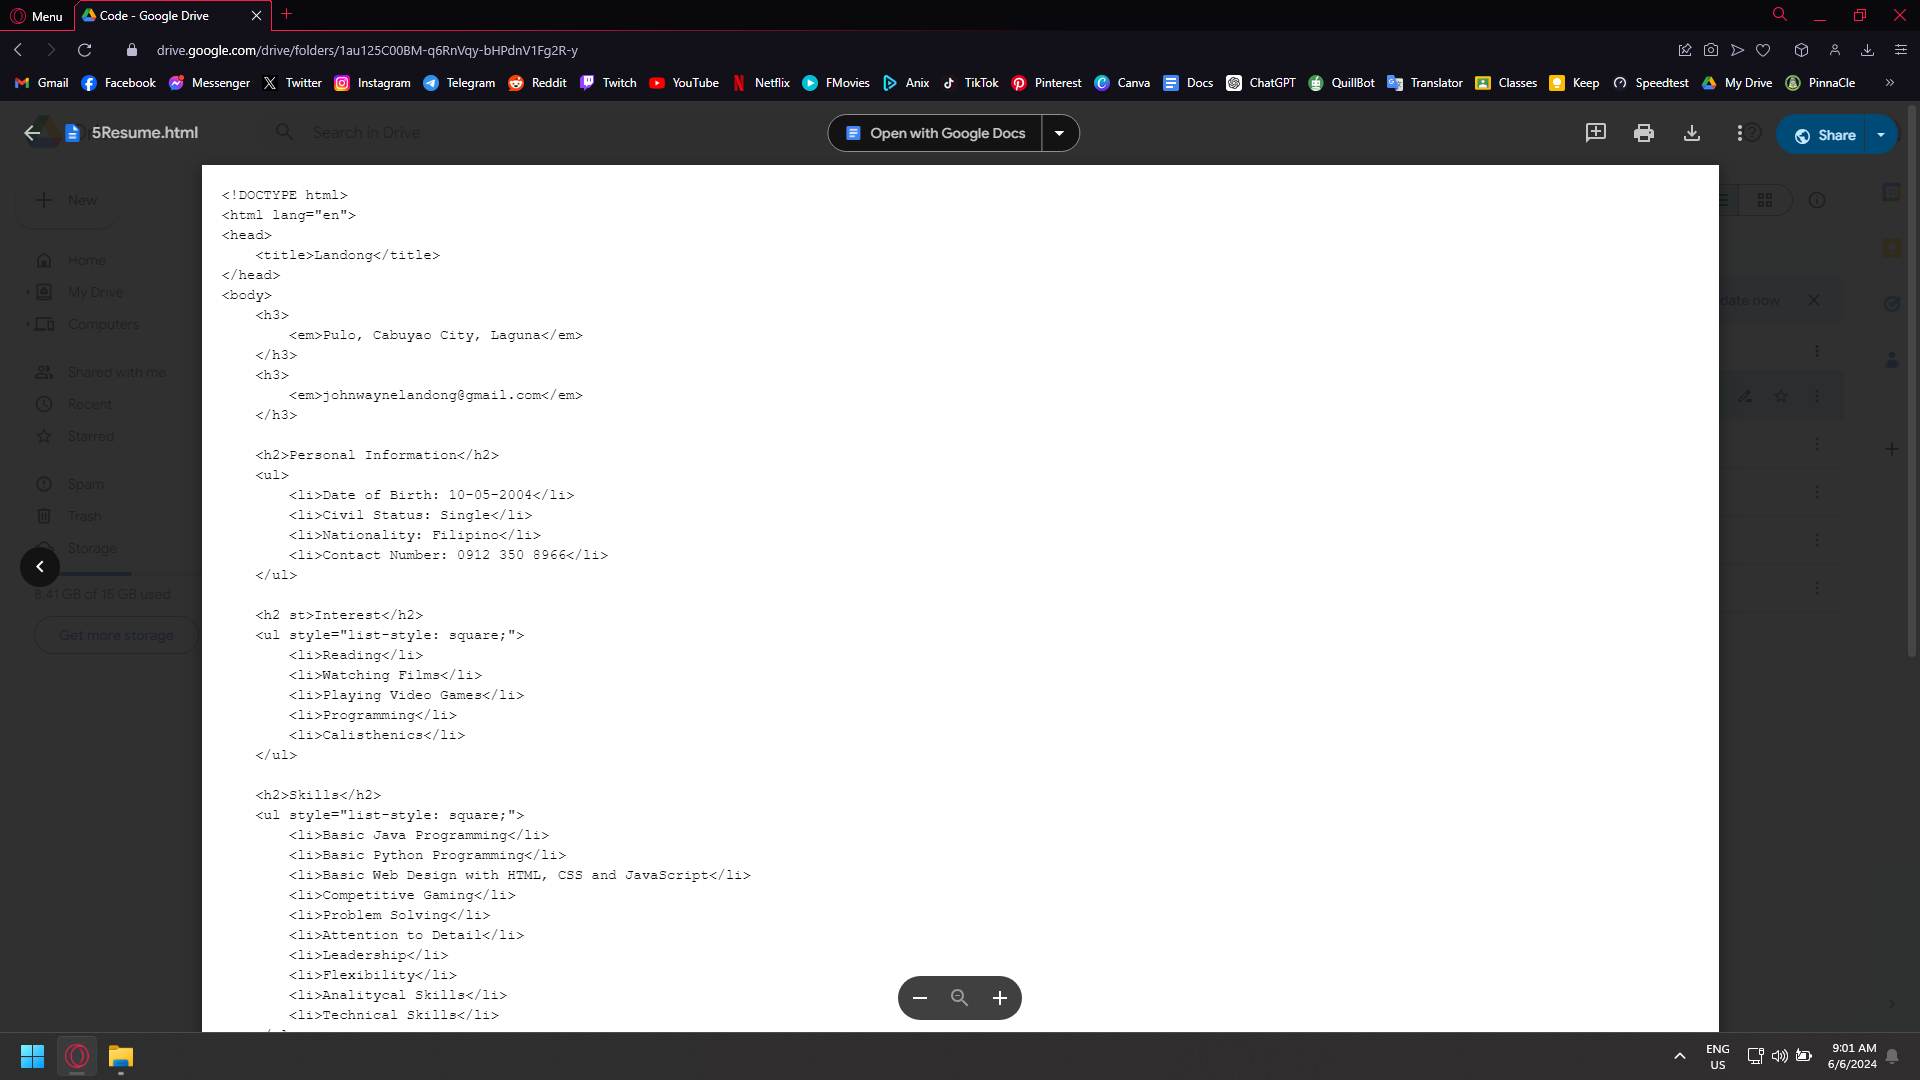 Menu
Code - Google Drive
drive.google.com/drive/folders/1au125C00BM-q6RnVqy-bHPdnV1Fg2R-y
Gmail Facebook Messenger Twitter Instagram Telegram Reddit Twitch YouTube Netflix FMovies Anix TikTok Pinterest Canva Docs ChatGPT QuillBot Translator Classes Keep Speedtest My Drive PinnaCle
5Resume.html
Search in Drive
Open with Google Docs
Share
New
Home
My Drive
Computers
Shared with me
Recent
Starred
Spam
Trash
Storage
8.41 GB of 15 GB used
Get more storage
date now
<!DOCTYPE html>
<html lang="en">
<head>
    <title>Landong</title>
</head>
<body>
    <h3>
        <em>Pulo, Cabuyao City, Laguna</em>
    </h3>
    <h3>
        <em>johnwaynelandong@gmail.com</em>
    </h3>
    <h2>Personal Information</h2>
    <ul>
        <li>Date of Birth: 10-05-2004</li>
        <li>Civil Status: Single</li>
        <li>Nationality: Filipino</li>
        <li>Contact Number: 0912 350 8966</li>
    </ul>
    <h2 st>Interest</h2>
    <ul style="list-style: square;">
        <li>Reading</li>
        <li>Watching Films</li>
        <li>Playing Video Games</li>
        <li>Programming</li>
        <li>Calisthenics</li>
    </ul>
    <h2>Skills</h2>
    <ul style="list-style: square;">
        <li>Basic Java Programming</li>
        <li>Basic Python Programming</li>
        <li>Basic Web Design with HTML, CSS and JavaScript</li>
        <li>Competitive Gaming</li>
        <li>Problem Solving</li>
        <li>Attention to Detail</li>
        <li>Leadership</li>
        <li>Flexibility</li>
        <li>Analitycal Skills</li>
        <li>Technical Skills</li>
ENG
US
9:01 AM
6/6/2024